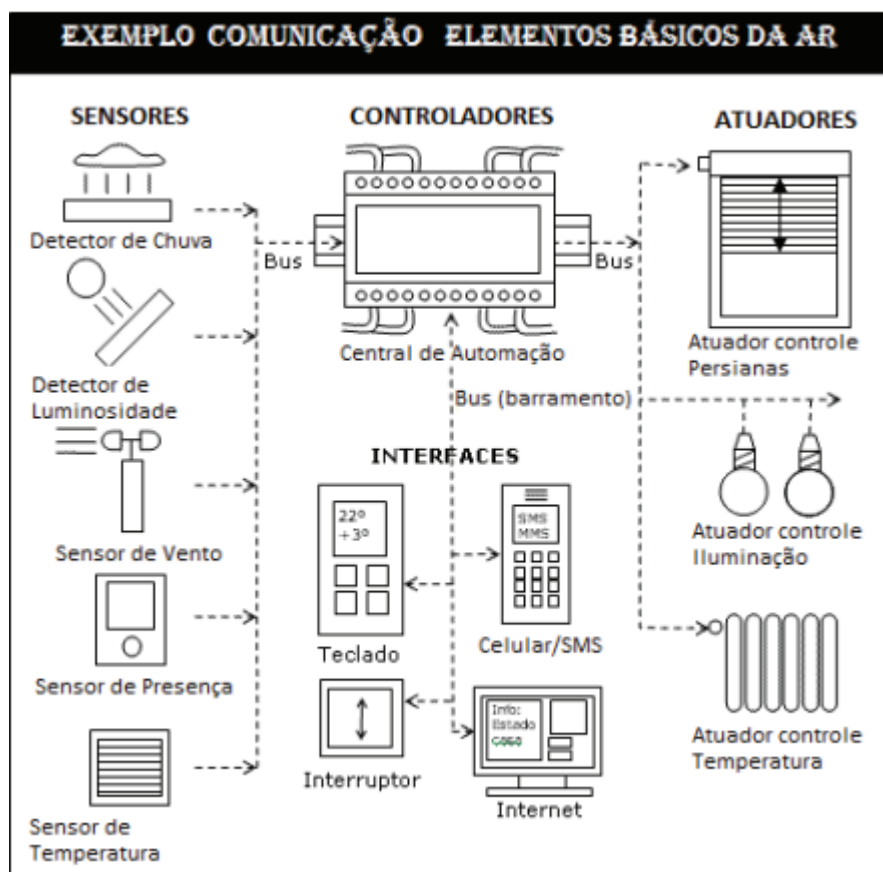 EXEMPLO COMUNICAÇÃO ELEMENTOS BÁSICOS DA AR
SENSORES
Detector de Chuva
Detector de
Luminosidade
Sensor de Vento
Sensor de Presença
Sensor de
Temperatura
CONTROLADORES
Bus
Bus
Central de Automação
Bus (barramento)
INTERFACES
22º
+3º
Teclado
SMS
MMS
Celular/SMS
Interruptor
Info:
Estado
Casa
Internet
ATUADORES
Atuador controle
Persianas
Atuador controle
Iluminação
Atuador controle
Temperatura